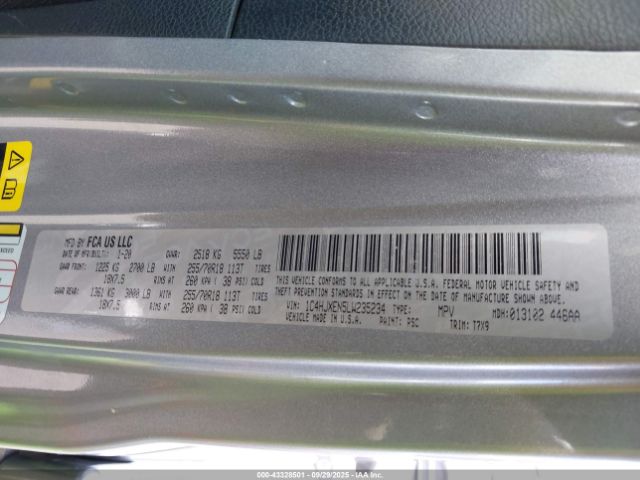 MFD BY FCA US LLC
DATE OF MFR(BUILT): 1-20 GVWR: 2518 KG 5550 LB
GAWR FRONT: 1225 KG 2700 LB WITH 255/70R18 113T TIRES
18X7.5 RIMS AT 260 KPA ( 38 PSI) COLD
GAWR REAR: 1361 KG 3000 LB WITH 255/70R18 113T TIRES
18X7.5 RIMS AT 260 KPA ( 38 PSI) COLD
THIS VEHICLE CONFORMS TO ALL APPLICABLE U.S.A. FEDERAL MOTOR VEHICLE SAFETY AND
THEFT PREVENTION STANDARDS IN EFFECT ON THE DATE OF MANUFACTURE SHOWN ABOVE.
VIN: 1C4HJXEN5LW235234 TYPE: MPV MDH: 013102 448AA
VEHICLE MADE IN U.S.A. PAINT: PSC TRIM: T7X9
000-43328501 - 09/29/2025 - IAAI.com